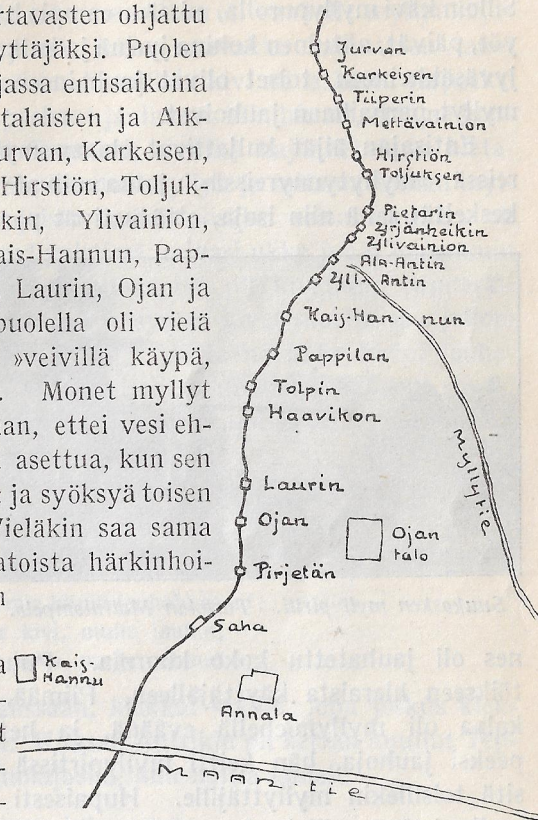 rtavasten ohjattu
yttäjäksi. Puolen
jassa entisaikoina
talaisten ja Alk-
urvan, Karkeisen,
Hirstiön, Toljuk-
kin, Ylivainion,
ais-Hannun, Pap-
Laurin, Ojan ja
puolella oli vielä
»veivillä käypä,
Monet myllyt
an, ettei vesi eh-
asettua, kun sen
ja syöksyä toisen
Vieläkin saa sama
atoista härkinhoi-
n
Jurvan
Karkeisen
Tiiperin
Mettävainion
Hirstiön
Toljuksen
Pietarin
Yrjänheikin
Ylivainion
Ala-Antin
Yli-Antin
Kais-Hannun
Pappilan
Tolpin
Haavikon
Laurin
Ojan
Pirjetän
Saha
Myllytie
Ojan
talo
Kais-
Hannu
Annala
Maantie